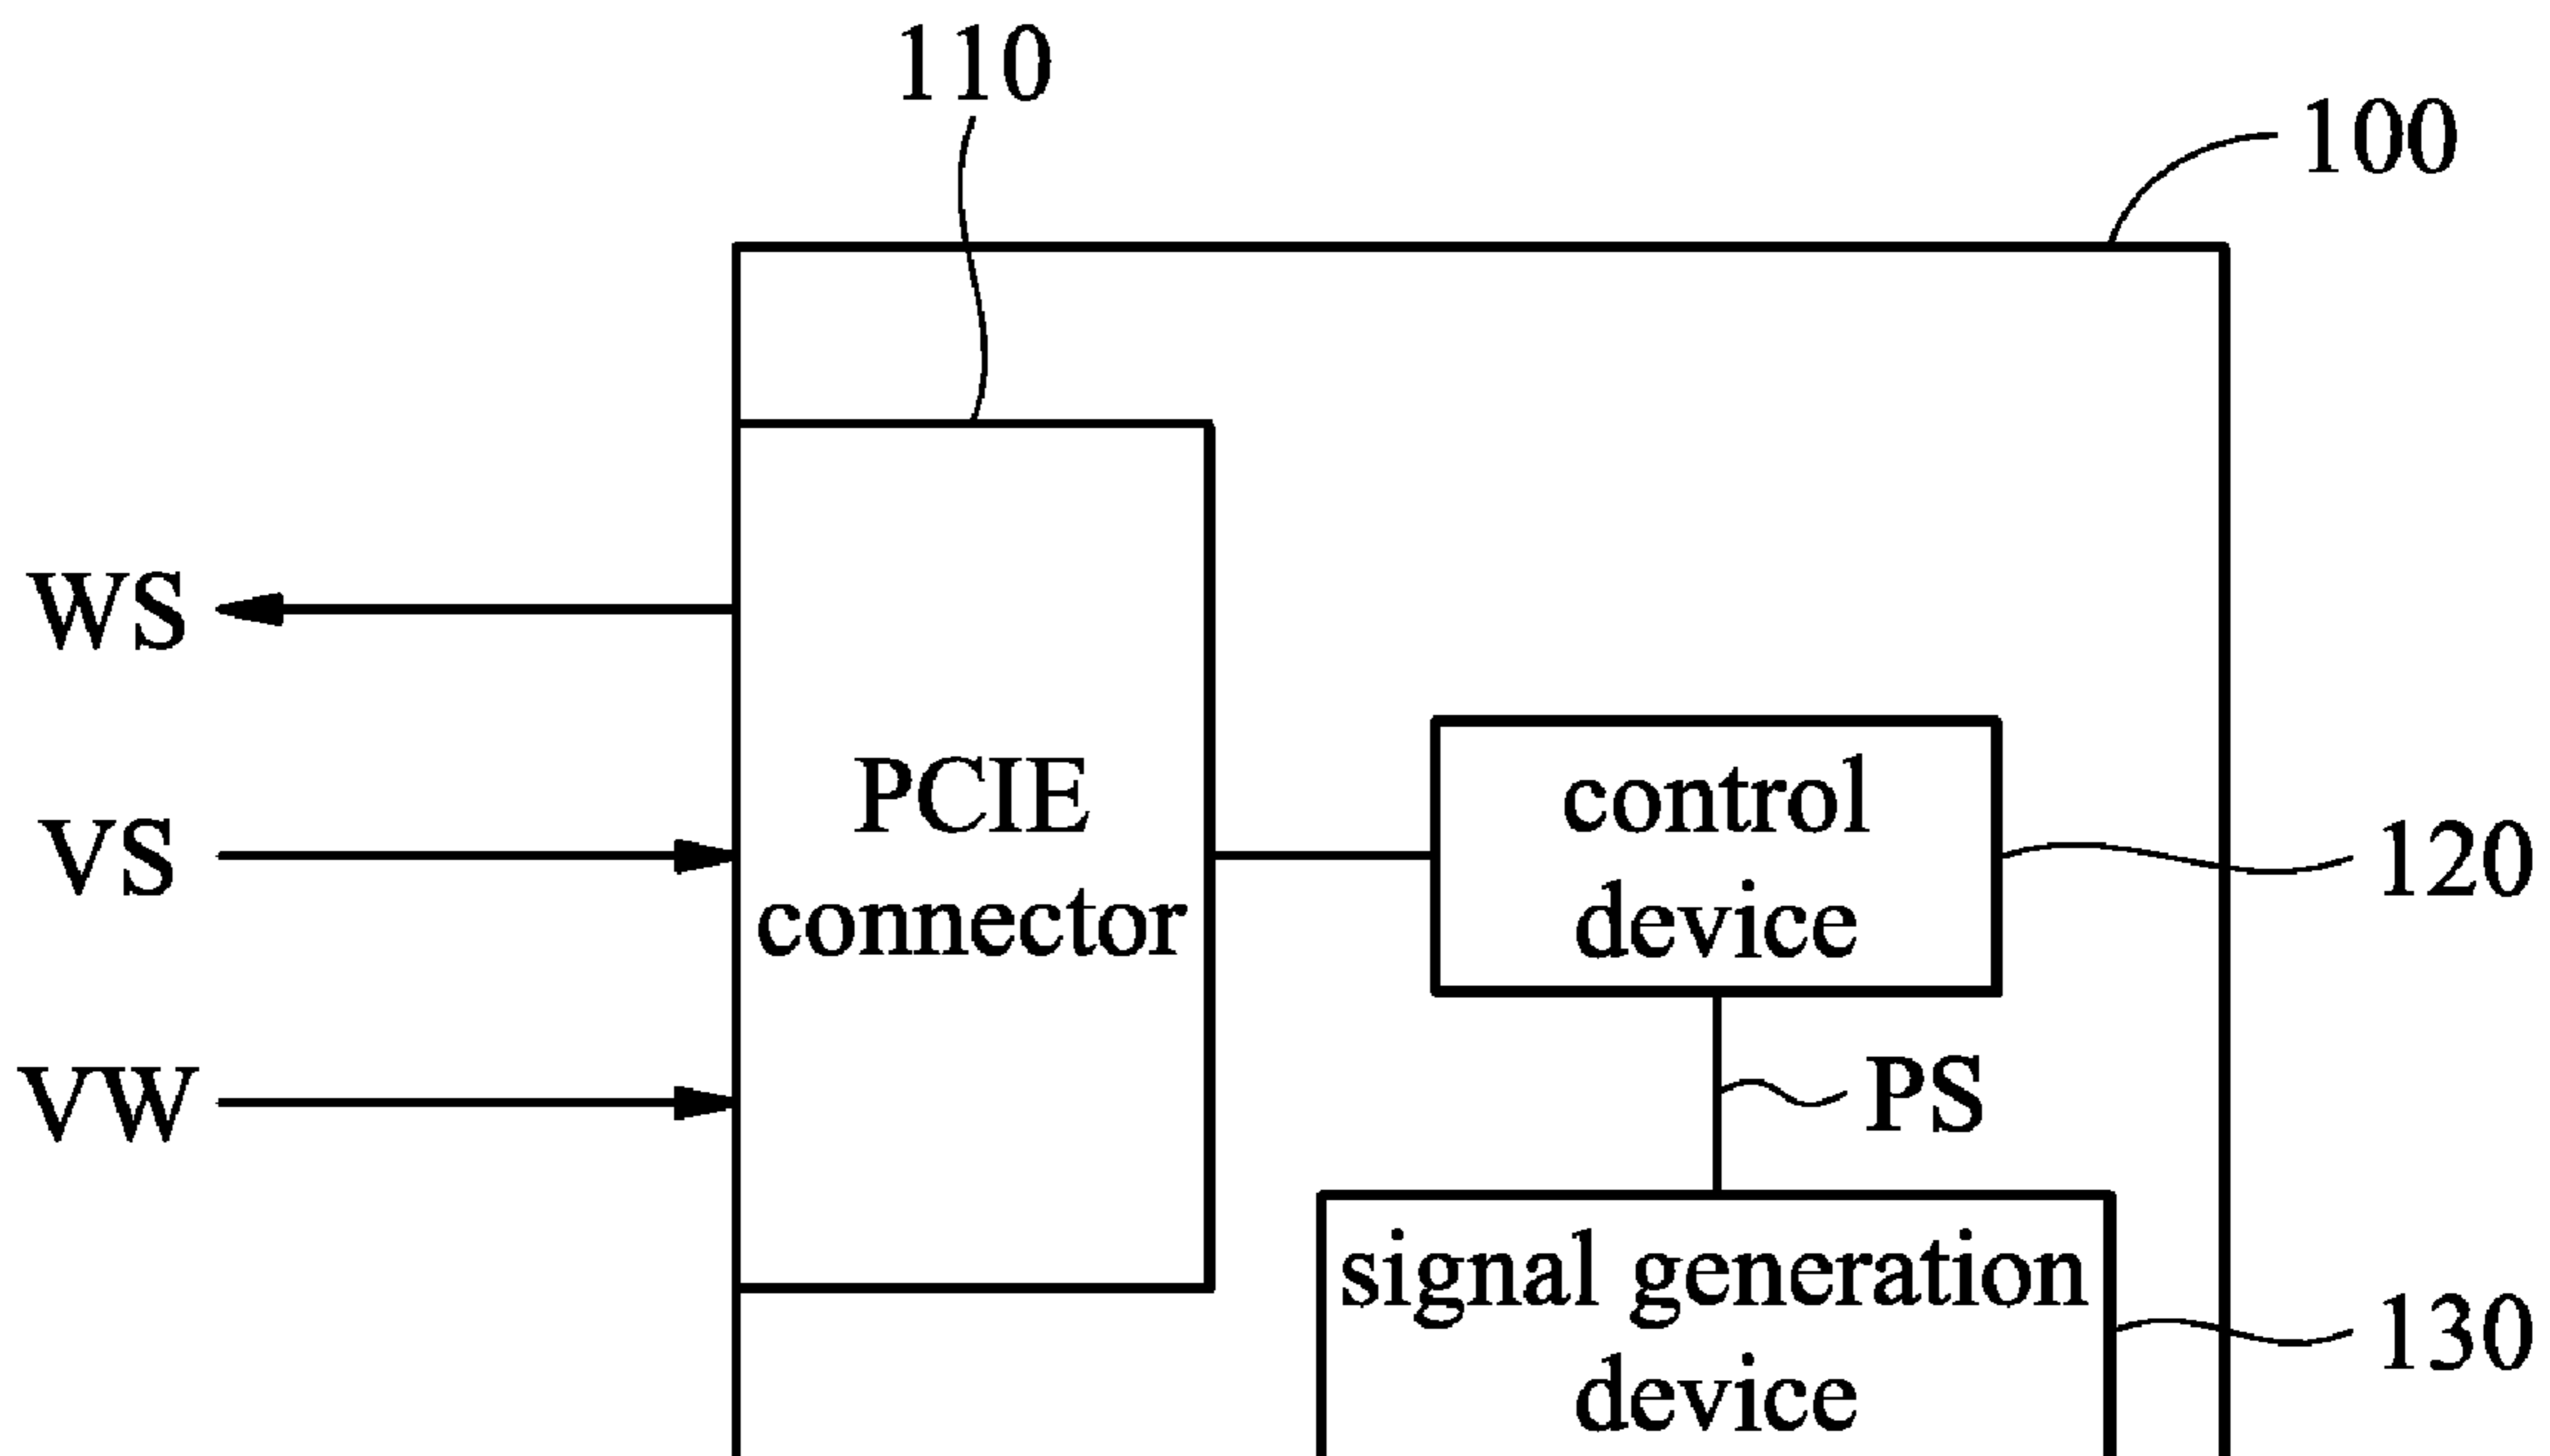 110
100
WS
PCIE
connector
control
device
VS
120
VW
PS
signal generation
device
130